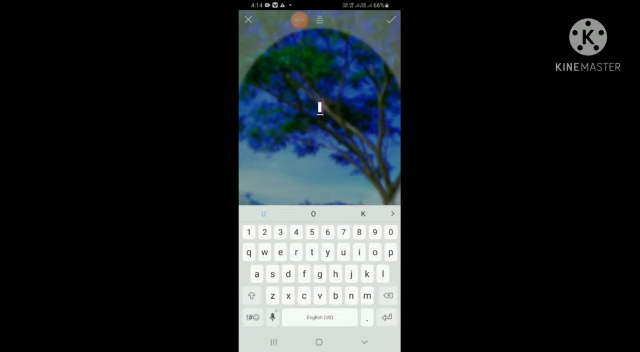 4:14
66%
KINEMASTER
K
u' O K
1 2 3 4 5 6 7 8 9 0
q w e r t y u i o p
a s d f g h j k l
z x c v b n m
!#☺ English (US) .